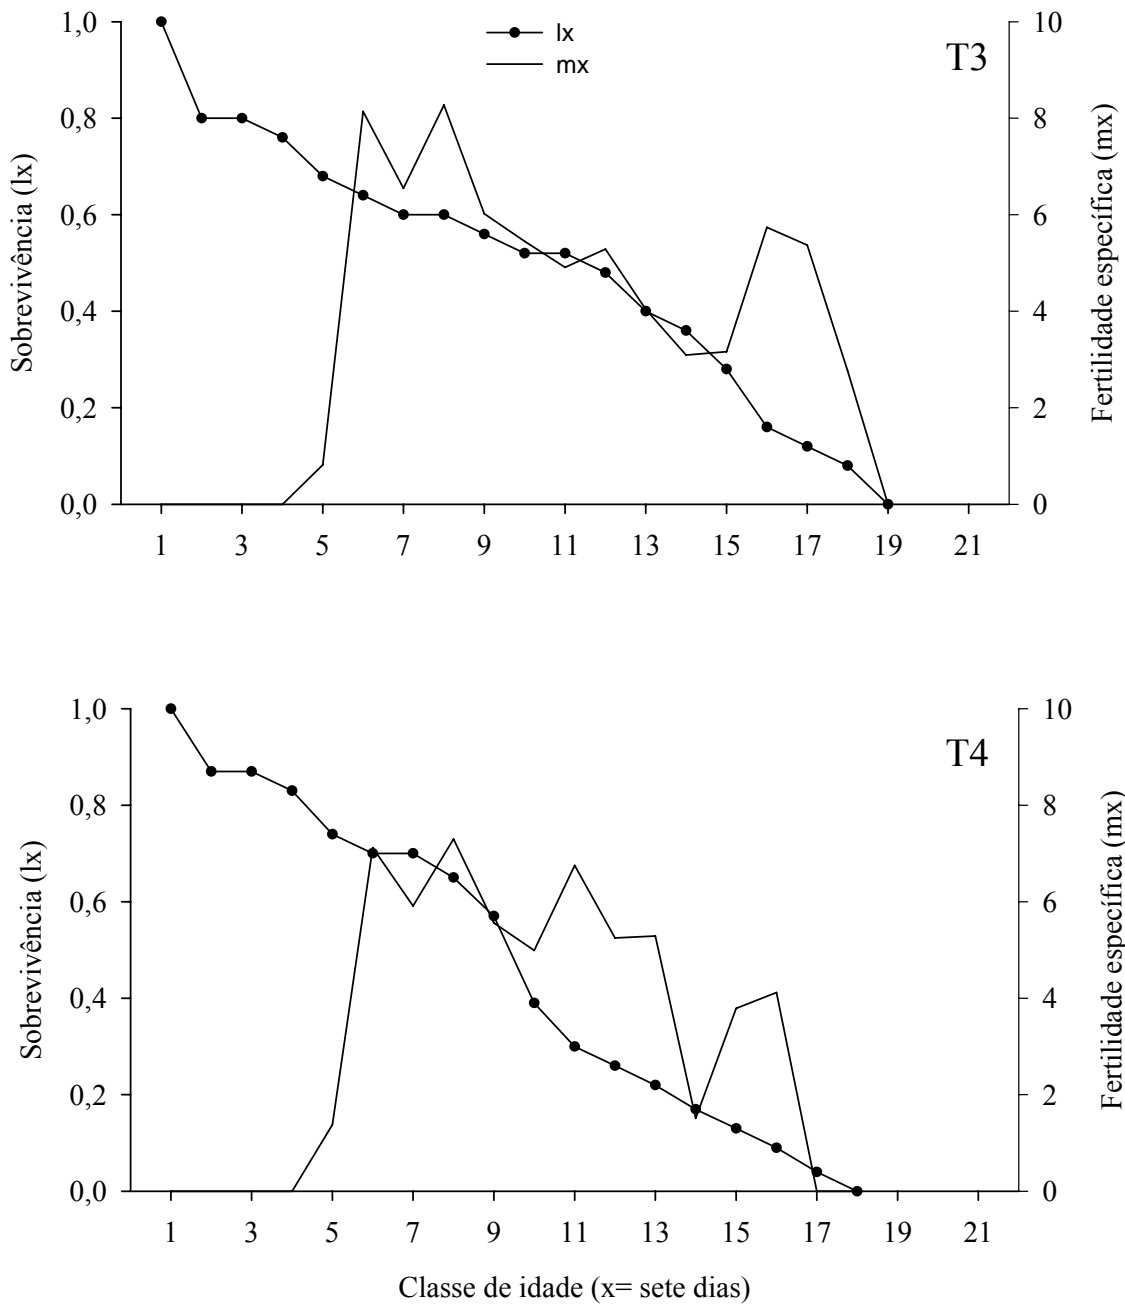 lx
mx
T3
Sobrevivência (lx)
1,0
0,8
0,6
0,4
0,2
0,0
10
8
6
4
2
0
Fertilidade específica (mx)
1 3 5 7 9 11 13 15 17 19 21
T4
Sobrevivência (lx)
1,0
0,8
0,6
0,4
0,2
0,0
10
8
6
4
2
0
Fertilidade específica (mx)
1 3 5 7 9 11 13 15 17 19 21
Classe de idade (x= sete dias)